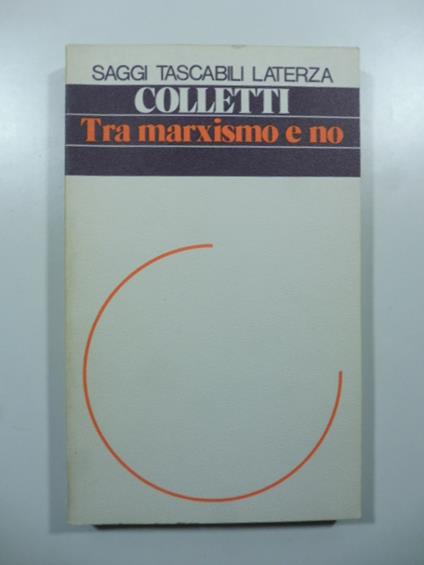 SAGGI TASCABILI LATERZA
COLLETTI
Tra marxismo e no